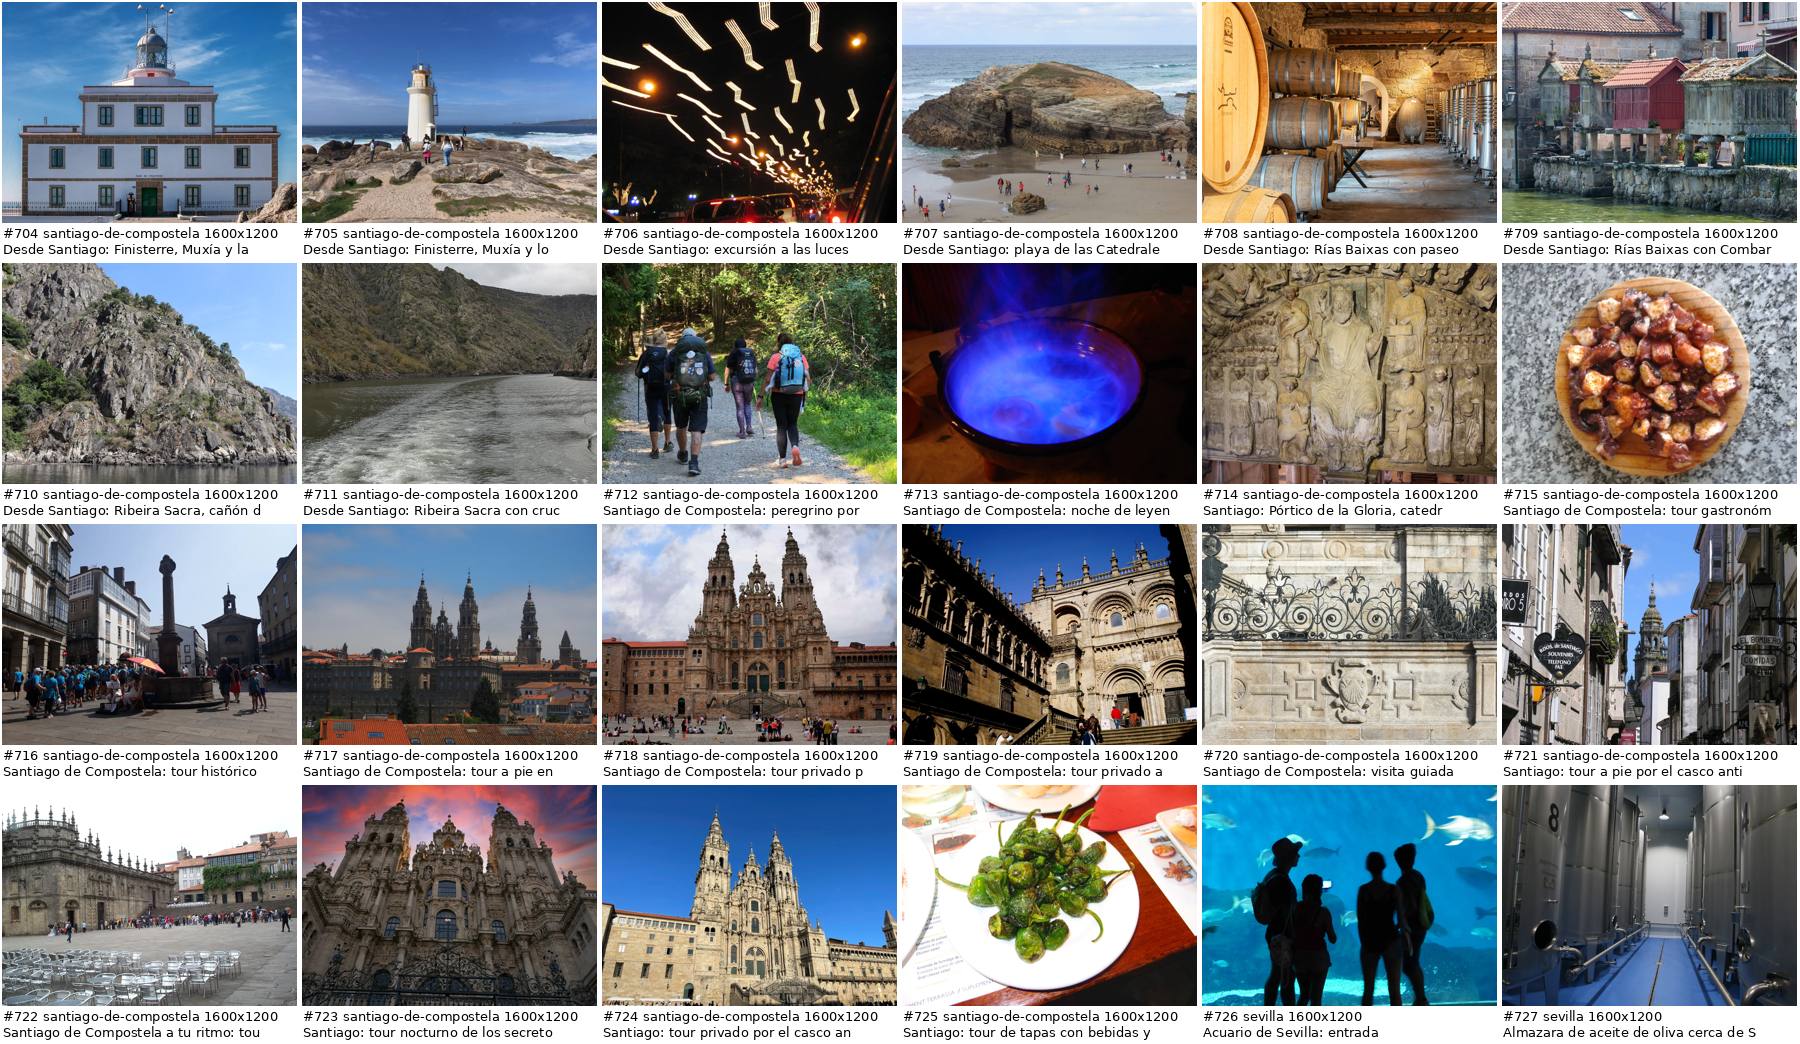 #704 santiago-de-compostela 1600x1200
Desde Santiago: Finisterre, Muxía y la
#705 santiago-de-compostela 1600x1200
Desde Santiago: Finisterre, Muxía y lo
#706 santiago-de-compostela 1600x1200
Desde Santiago: excursión a las luces
#707 santiago-de-compostela 1600x1200
Desde Santiago: playa de las Catedrale
#708 santiago-de-compostela 1600x1200
Desde Santiago: Rías Baixas con paseo
#709 santiago-de-compostela 1600x1200
Desde Santiago: Rías Baixas con Combar
#710 santiago-de-compostela 1600x1200
Desde Santiago: Ribeira Sacra, cañón d
#711 santiago-de-compostela 1600x1200
Desde Santiago: Ribeira Sacra con cruc
#712 santiago-de-compostela 1600x1200
Santiago de Compostela: peregrino por
#713 santiago-de-compostela 1600x1200
Santiago de Compostela: noche de leyen
#714 santiago-de-compostela 1600x1200
Santiago: Pórtico de la Gloria, catedr
#715 santiago-de-compostela 1600x1200
Santiago de Compostela: tour gastronóm
#716 santiago-de-compostela 1600x1200
Santiago de Compostela: tour histórico
#717 santiago-de-compostela 1600x1200
Santiago de Compostela: tour a pie en
#718 santiago-de-compostela 1600x1200
Santiago de Compostela: tour privado p
#719 santiago-de-compostela 1600x1200
Santiago de Compostela: tour privado a
#720 santiago-de-compostela 1600x1200
Santiago de Compostela: visita guiada
SOUVENIRS
TELEFONO
EL BOMBERO
COMIDAS
#721 santiago-de-compostela 1600x1200
Santiago: tour a pie por el casco anti
#722 santiago-de-compostela 1600x1200
Santiago de Compostela a tu ritmo: tou
#723 santiago-de-compostela 1600x1200
Santiago: tour nocturno de los secreto
#724 santiago-de-compostela 1600x1200
Santiago: tour privado por el casco an
#725 santiago-de-compostela 1600x1200
Santiago: tour de tapas con bebidas y
#726 sevilla 1600x1200
Acuario de Sevilla: entrada
8
#727 sevilla 1600x1200
Almazara de aceite de oliva cerca de S